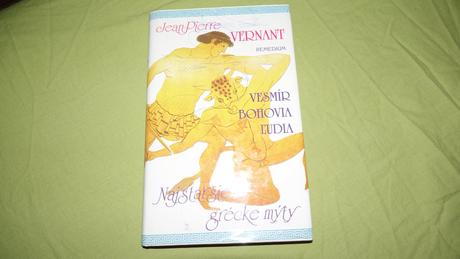 Jean-Pierre
VERNANT
REMEDIUM
VESMÍR
BOHOVIA
ĽUDIA
Najstaršie
grécke mýty